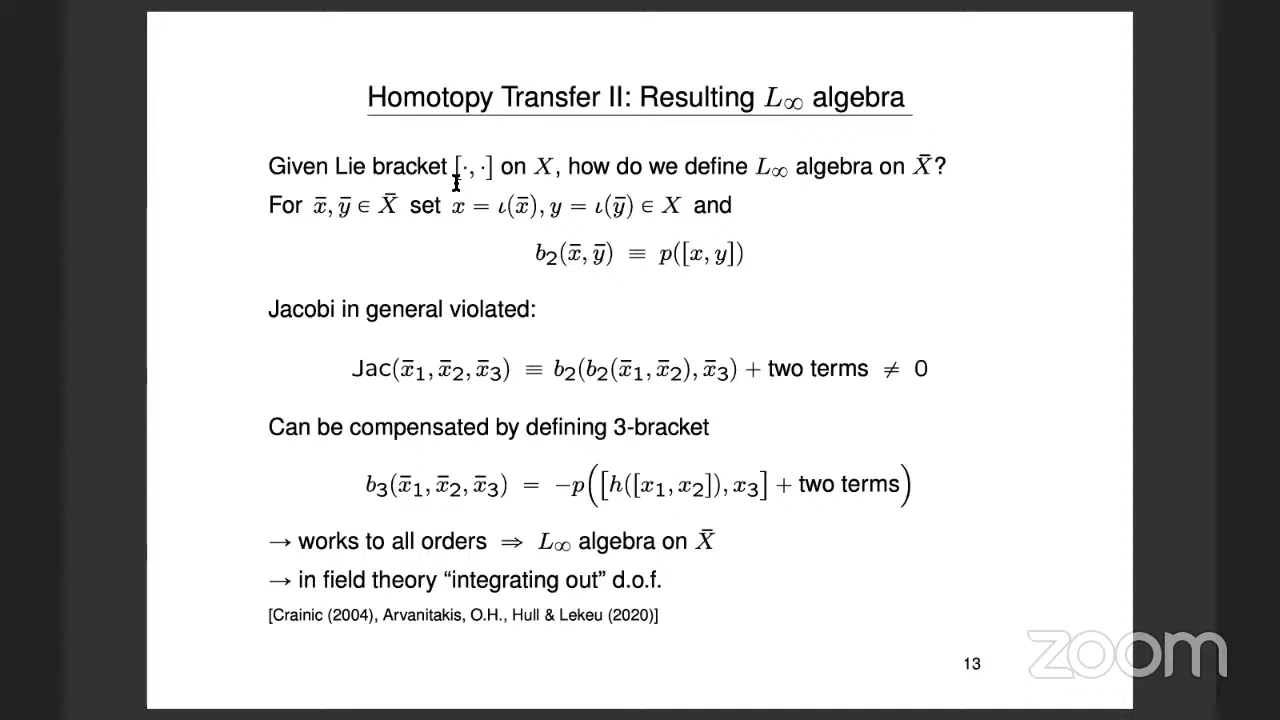 Homotopy Transfer II: Resulting L∞ algebra
Given Lie bracket [·, ·] on X, how do we define L∞ algebra on X̄?
For x̄, ȳ ∈ X̄ set x = ι(x̄), y = ι(ȳ) ∈ X and
b₂(x̄, ȳ) ≡ p([x, y])
Jacobi in general violated:
Jac(x̄₁, x̄₂, x̄₃) ≡ b₂(b₂(x̄₁, x̄₂), x̄₃) + two terms ≠ 0
Can be compensated by defining 3-bracket
b₃(x̄₁, x̄₂, x̄₃) = −p([h([x₁, x₂]), x₃] + two terms)
→ works to all orders ⇒ L∞ algebra on X̄
→ in field theory “integrating out” d.o.f.
[Crainic (2004), Arvanitakis, O.H., Hull & Lekeu (2020)]
13
zoom